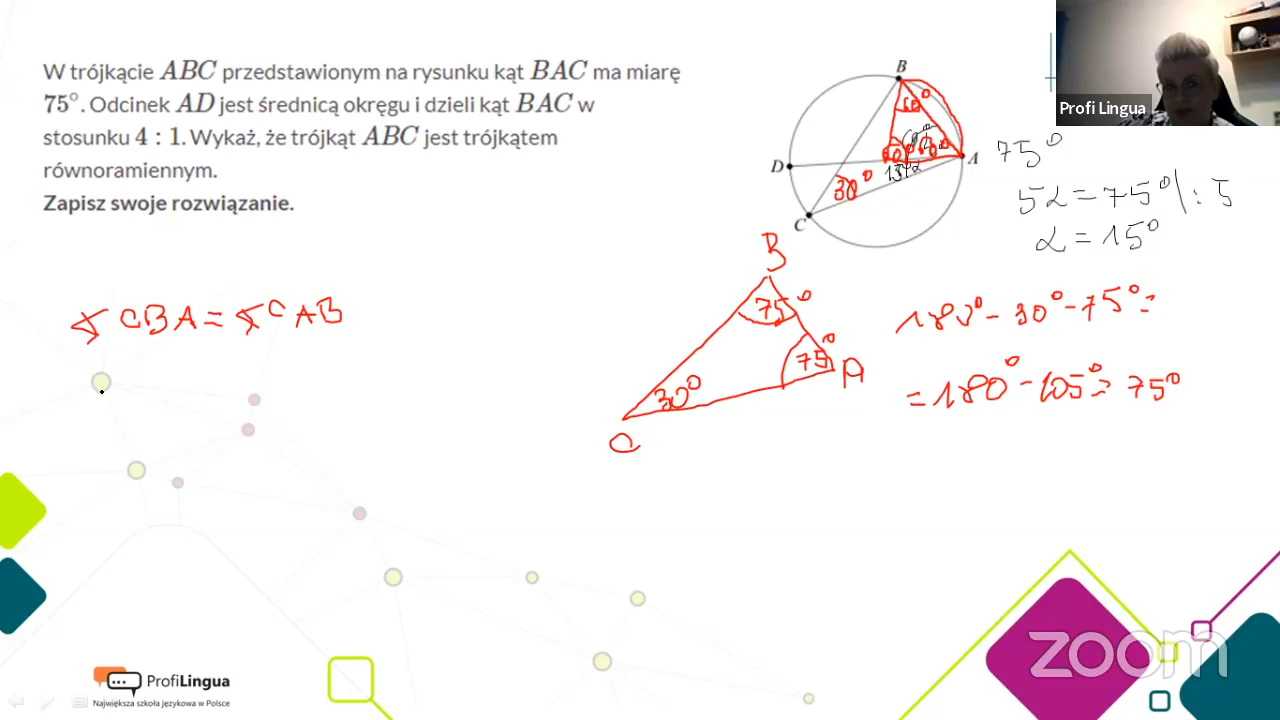 W trójkącie ABC przedstawionym na rysunku kąt BAC ma miarę
75°. Odcinek AD jest średnicą okręgu i dzieli kąt BAC w
stosunku 4 : 1. Wykaż, że trójkąt ABC jest trójkątem
równoramiennym.
Zapisz swoje rozwiązanie.
B
60°
A
D
30°
C
Profi Lingua
75°
5α = 75° / : 5
α = 15°
∢ CBA = ∢ CAB
B
75°
75°
A
30°
C
180° - 30° - 75° =
= 180° - 105° = 75°
zoom
ProfiLingua
Największa szkoła językowa w Polsce